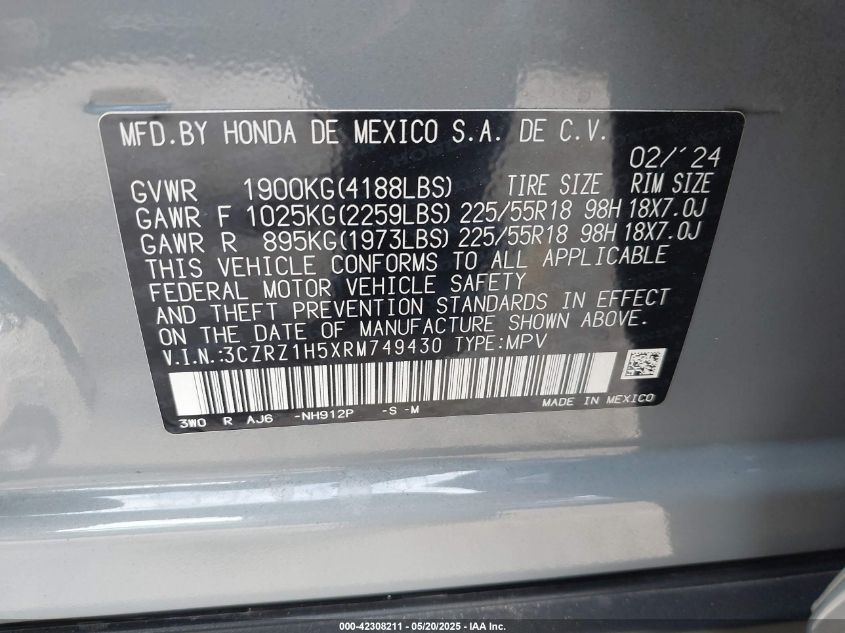 MFD.BY HONDA DE MEXICO S.A. DE C.V.
02/'24
GVWR 1900KG(4188LBS) TIRE SIZE RIM SIZE
GAWR F 1025KG(2259LBS) 225/55R18 98H 18X7.0J
GAWR R 895KG(1973LBS) 225/55R18 98H 18X7.0J
THIS VEHICLE CONFORMS TO ALL APPLICABLE
FEDERAL MOTOR VEHICLE SAFETY
AND THEFT PREVENTION STANDARDS IN EFFECT
ON THE DATE OF MANUFACTURE SHOWN ABOVE.
V.I.N.:3CZRZ1H5XRM749430 TYPE:MPV
3WO R AJ6 -NH912P -S -M MADE IN MEXICO
000-42308211 - 05/20/2025 - IAA Inc.